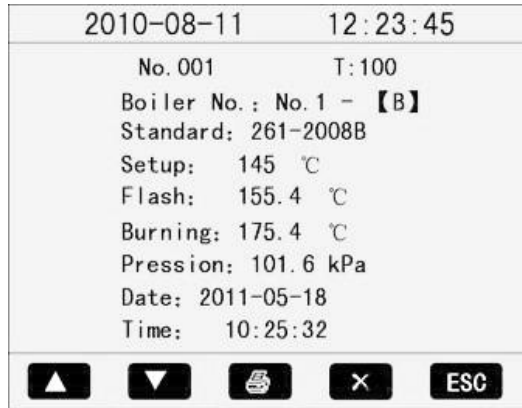 2010-08-11 12:23:45
No.001 T:100
Boiler No.: No.1 - 【B】
Standard: 261-2008B
Setup: 145 ℃
Flash: 155.4 ℃
Burning: 175.4 ℃
Pression: 101.6 kPa
Date: 2011-05-18
Time: 10:25:32
ESC